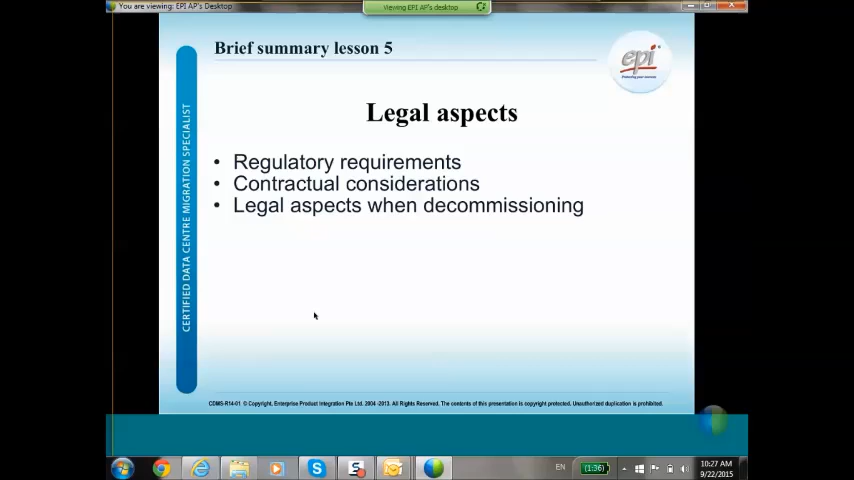 You are viewing: EPI AP's Desktop
Viewing EPI AP's desktop
Brief summary lesson 5
epi
Legal aspects
• Regulatory requirements
• Contractual considerations
• Legal aspects when decommissioning
CERTIFIED DATA CENTRE MIGRATION SPECIALIST
CDMS-R14-01 © Copyright, Enterprise Product Integration Pte Ltd. 2004 -2013. All Rights Reserved. The contents of this presentation is copyright protected. Unauthorized duplication is prohibited.
EN
(1:36)
10:27 AM
9/22/2015